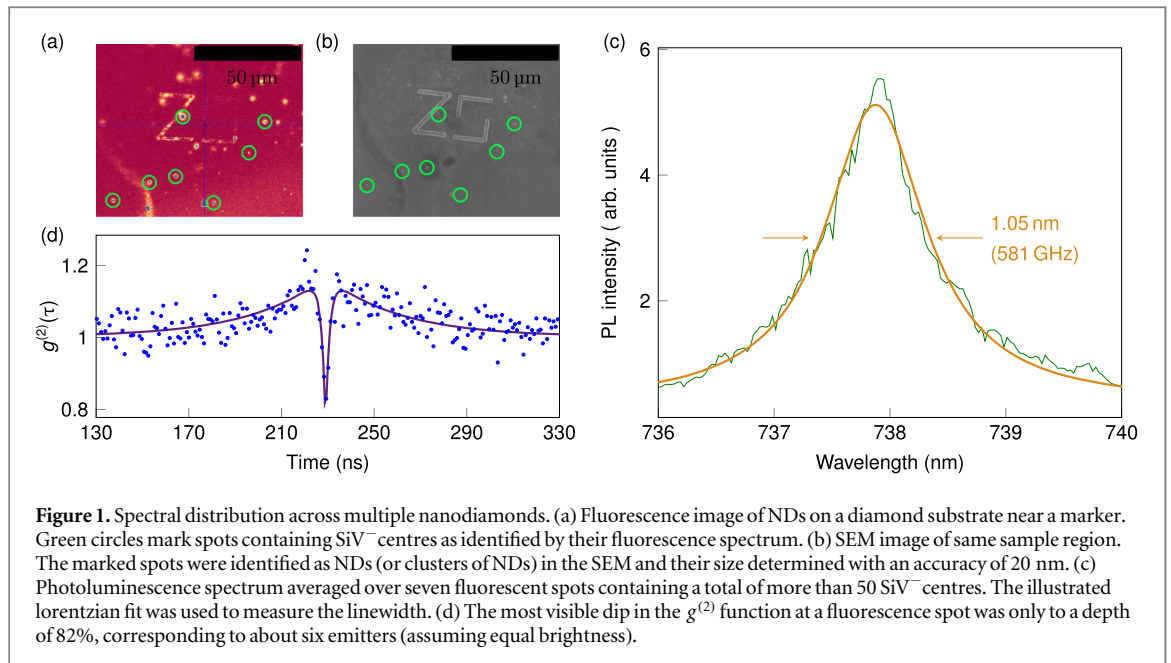 (a)
50 µm
(b)
50 µm
(c)
6
4
2
PL intensity ( arb. units)
1.05 nm
(581 GHz)
736
737
738
739
740
Wavelength (nm)
(d)
1.2
1
0.8
g(2)(τ)
130
170
210
250
290
330
Time (ns)
Figure 1. Spectral distribution across multiple nanodiamonds. (a) Fluorescence image of NDs on a diamond substrate near a marker.
Green circles mark spots containing SiV− centres as identified by their fluorescence spectrum. (b) SEM image of same sample region.
The marked spots were identified as NDs (or clusters of NDs) in the SEM and their size determined with an accuracy of 20 nm. (c)
Photoluminescence spectrum averaged over seven fluorescent spots containing a total of more than 50 SiV− centres. The illustrated
lorentzian fit was used to measure the linewidth. (d) The most visible dip in the g(2) function at a fluorescence spot was only to a depth
of 82%, corresponding to about six emitters (assuming equal brightness).